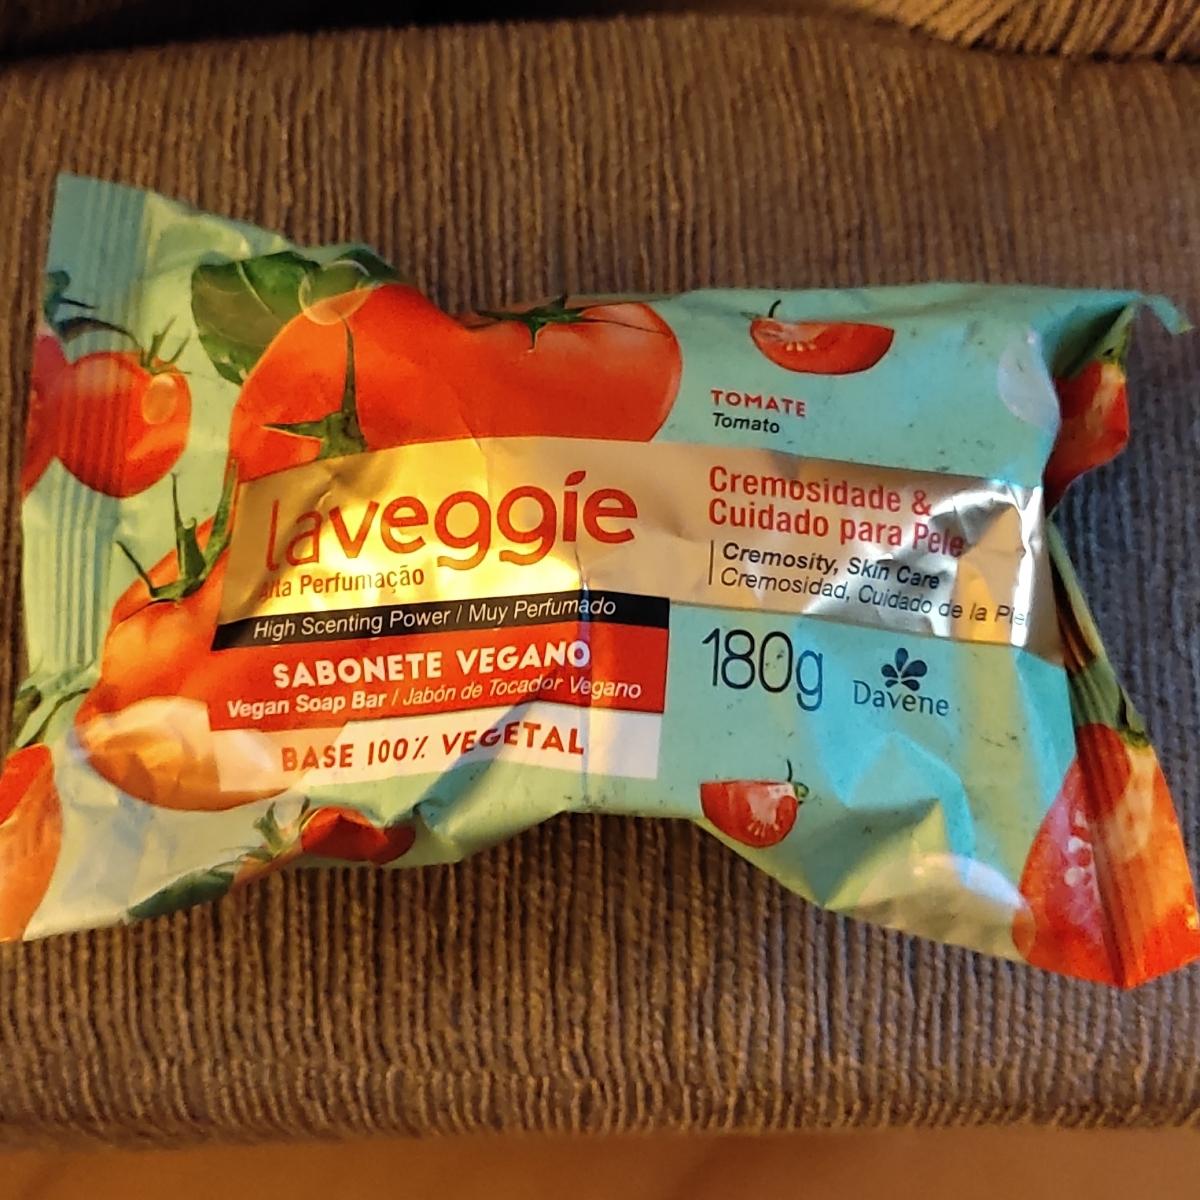 TOMATE
Tomato
laveggie
Alta Perfumação
High Scenting Power / Muy Perfumado
SABONETE VEGANO
Vegan Soap Bar / Jabón de Tocador Vegano
BASE 100% VEGETAL
Cremosidade &
Cuidado para Pele
Cremosity, Skin Care
Cremosidad, Cuidado de la Piel
180g
Davene